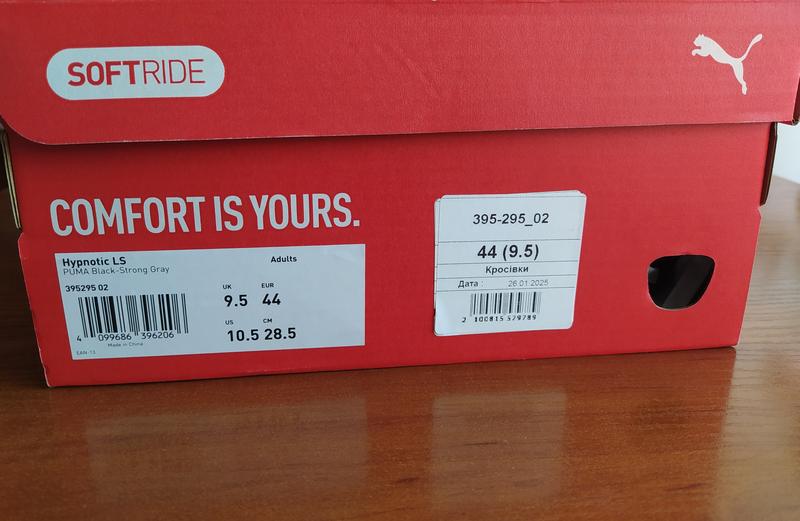 SOFTRIDE
COMFORT IS YOURS.
Hypnotic LS
Adults
PUMA Black-Strong Gray
395295 02
UK EUR
9.5 44
US CM
10.5 28.5
4 099686 396206
Made in China
EAN-13
395-295_02
44 (9.5)
Кросівки
Дата : 26.01.2025
2 100815 579789